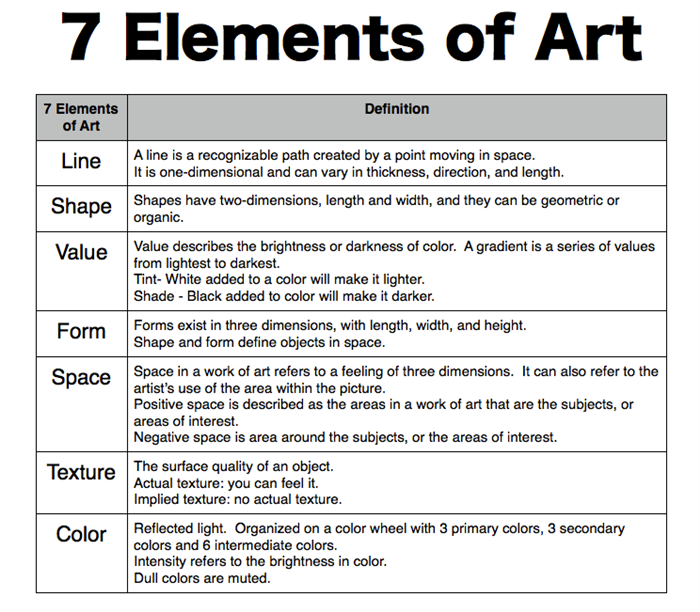 7 Elements of Art
7 Elements
of Art
Definition
Line
A line is a recognizable path created by a point moving in space.
It is one-dimensional and can vary in thickness, direction, and length.
Shape
Shapes have two-dimensions, length and width, and they can be geometric or
organic.
Value
Value describes the brightness or darkness of color.  A gradient is a series of values
from lightest to darkest.
Tint- White added to a color will make it lighter.
Shade - Black added to color will make it darker.
Form
Forms exist in three dimensions, with length, width, and height.
Shape and form define objects in space.
Space
Space in a work of art refers to a feeling of three dimensions.  It can also refer to the
artist's use of the area within the picture.
Positive space is described as the areas in a work of art that are the subjects, or
areas of interest.
Negative space is area around the subjects, or the areas of interest.
Texture
The surface quality of an object.
Actual texture: you can feel it.
Implied texture: no actual texture.
Color
Reflected light.  Organized on a color wheel with 3 primary colors, 3 secondary
colors and 6 intermediate colors.
Intensity refers to the brightness in color.
Dull colors are muted.